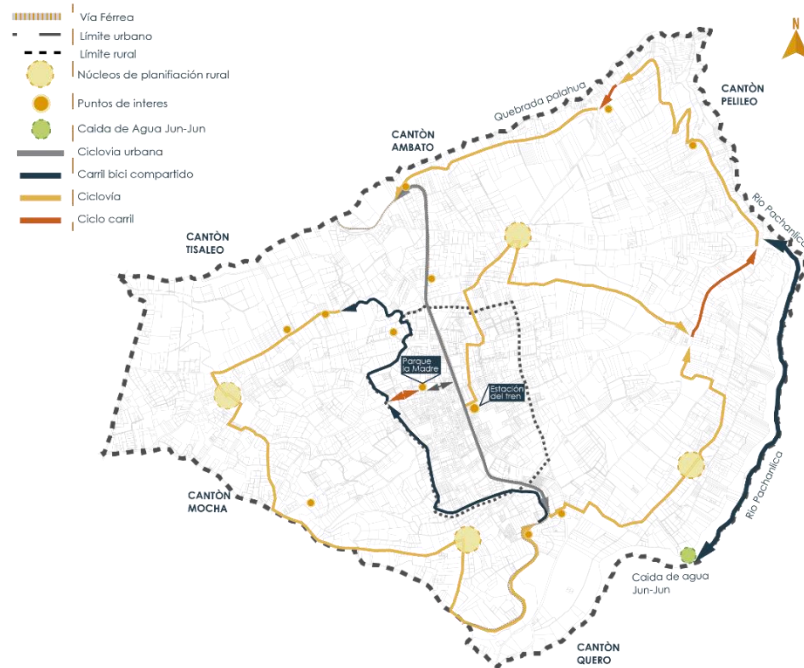 Vía Férrea
Límite urbano
Límite rural
Núcleos de planifiación rural
Puntos de interes
Caida de Agua Jun-Jun
Ciclovia urbana
Carril bici compartido
Ciclovía
Ciclo carril
N
Quebrada palahua
CANTÒN
PELILEO
CANTÒN
AMBATO
CANTÒN
TISALEO
Rio Pachanlica
Parque
la Madre
Estación
del tren
CANTÒN
MOCHA
Rio Pachanlica
Caida de agua
Jun-Jun
CANTÒN
QUERO